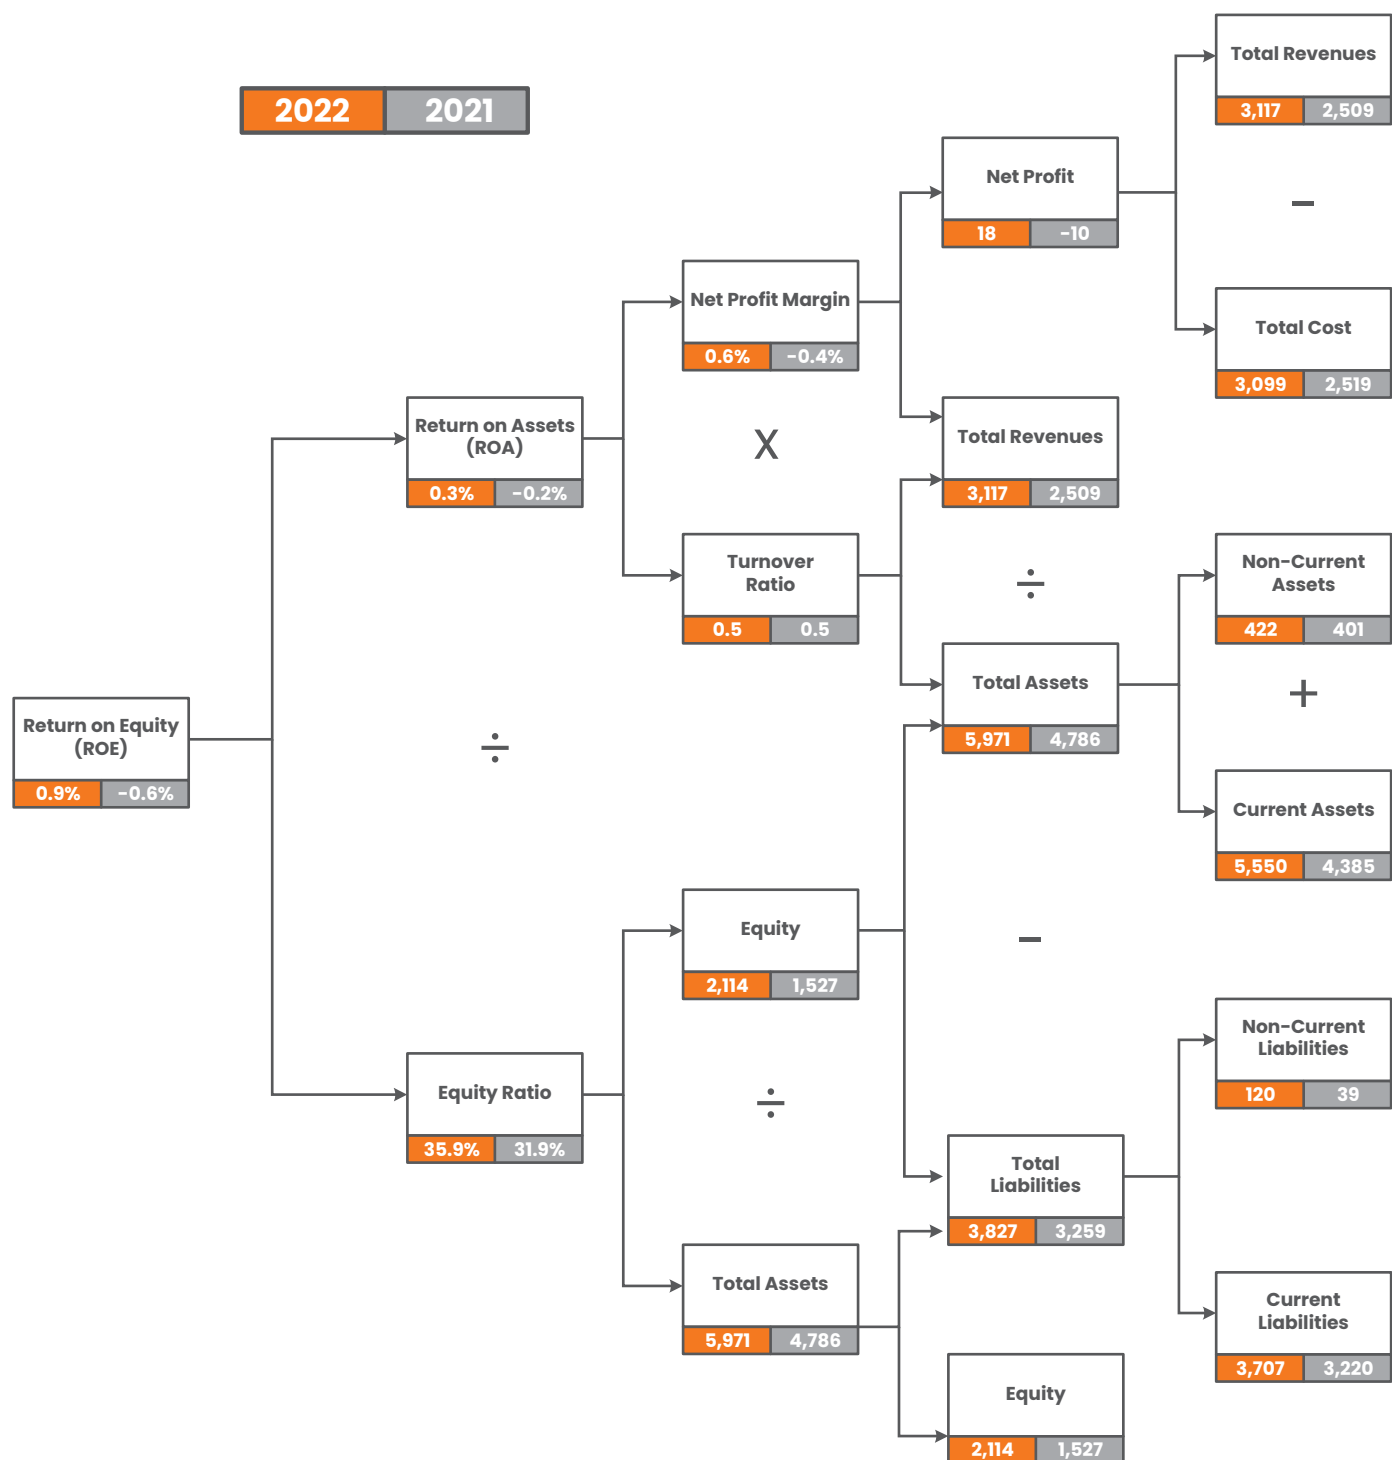 2022 2021
Total Revenues
3,117 2,509
−
Net Profit
18 -10
Total Cost
3,099 2,519
Net Profit Margin
0.6% -0.4%
X
Total Revenues
3,117 2,509
Return on Assets
(ROA)
0.3% -0.2%
Turnover
Ratio
0.5 0.5
÷
Non-Current
Assets
422 401
+
Total Assets
5,971 4,786
Current Assets
5,550 4,385
Return on Equity
(ROE)
0.9% -0.6%
÷
Equity
2,114 1,527
−
Equity Ratio
35.9% 31.9%
÷
Non-Current
Liabilities
120 39
Total
Liabilities
3,827 3,259
Total Assets
5,971 4,786
Current
Liabilities
3,707 3,220
Equity
2,114 1,527